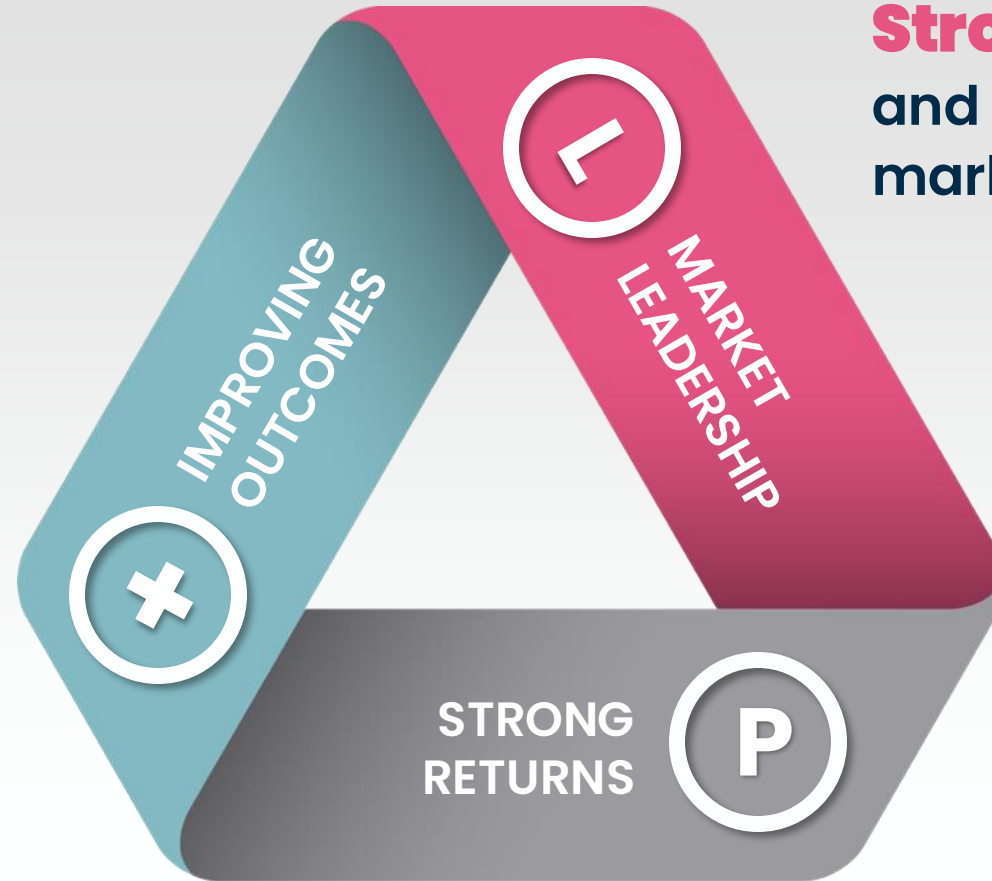 L
MARKET
LEADERSHIP
IMPROVING
OUTCOMES
STRONG
RETURNS
P
and